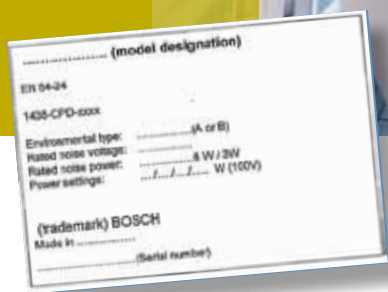 .................... (model designation)
EN 54-24
1438-CPD-xxxx
Environmental type: ...............(A or B)
Rated noise voltage: ...............
Rated noise power: ...............6 W / 3W
Power settings: ..../..../..../..... W (100V)
(trademark) BOSCH
Made in ................
...........................(Serial number)